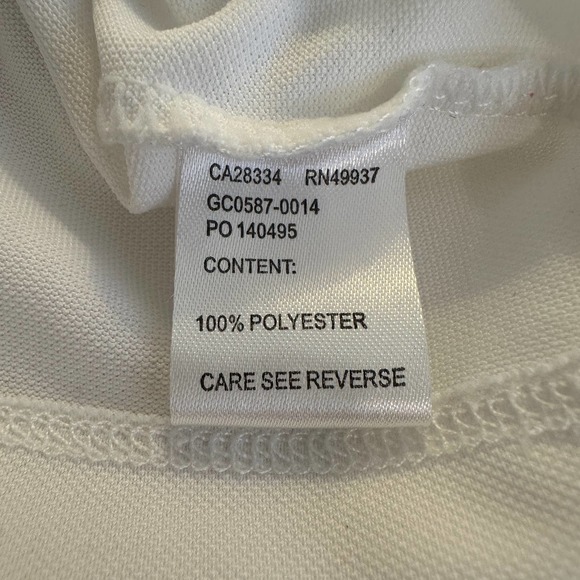 CA28334 RN49937
GC0587-0014
PO 140495
CONTENT:
100% POLYESTER
CARE SEE REVERSE